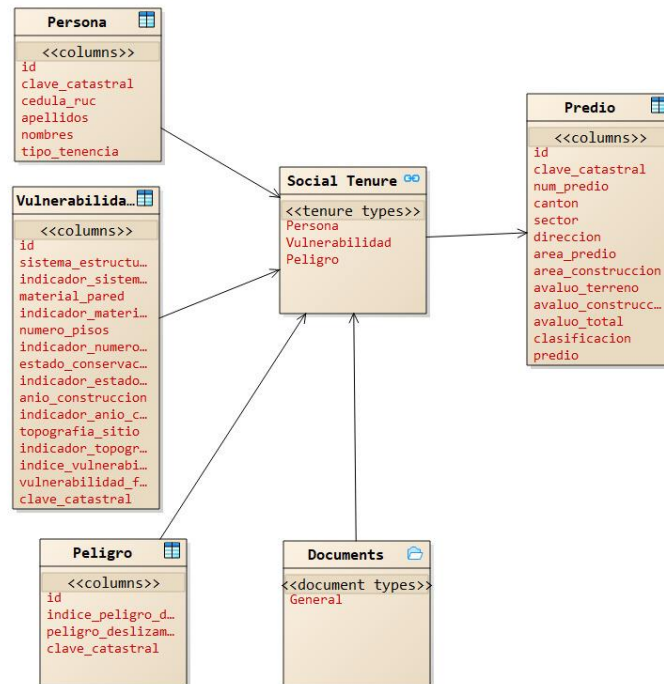 Persona
<<columns>>
id
clave_catastral
cedula_ruc
apellidos
nombres
tipo_tenencia
Vulnerabilida...
<<columns>>
id
sistema_estructu...
indicador_sistem...
material_pared
indicador_materi...
numero_pisos
indicador_numero...
estado_conservac...
indicador_estado...
anio_construccion
indicador_anio_c...
topografia_sitio
indicador_topogr...
indice_vulnerabi...
vulnerabilidad_f...
clave_catastral
Peligro
<<columns>>
id
indice_peligro_d...
peligro_deslizam...
clave_catastral
Social Tenure
<<tenure types>>
Persona
Vulnerabilidad
Peligro
Documents
<<document types>>
General
Predio
<<columns>>
id
clave_catastral
num_predio
canton
sector
direccion
area_predio
area_construccion
avaluo_terreno
avaluo_construcc...
avaluo_total
clasificacion
predio